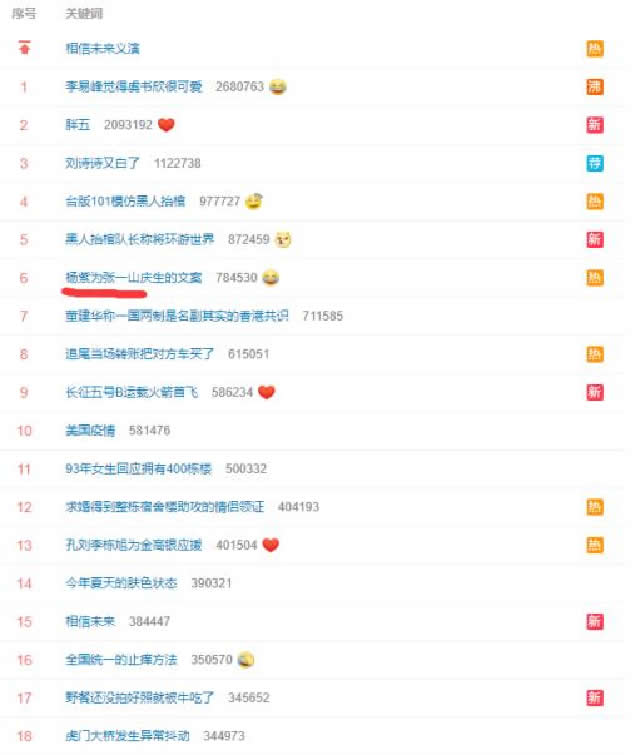 序号 关键词
相信未来义演 热
1 李易峰觉得虞书欣很可爱 2680763 沸
2 胖五 2093192 新
3 刘诗诗又白了 1122738 荐
4 台版101模仿黑人抬棺 977727 热
5 黑人抬棺队长称将环游世界 872459 新
6 杨紫为张一山庆生的文案 784530 热
7 董建华称一国两制是名副其实的香港共识 711585
8 追尾当场转账把对方车买了 615051 热
9 长征五号B运载火箭首飞 586234 新
10 美国疫情 581476
11 93年女生回应拥有400栋楼 500332
12 求婚得到整栋宿舍楼助攻的情侣领证 404193 热
13 孔刘李栋旭为金高银应援 401504 热
14 今年夏天的肤色状态 390321
15 相信未来 384447 新
16 全国统一的止痒方法 350570
17 野餐还没拍好照就被牛吃了 345652 新
18 虎门大桥发生异常抖动 344973